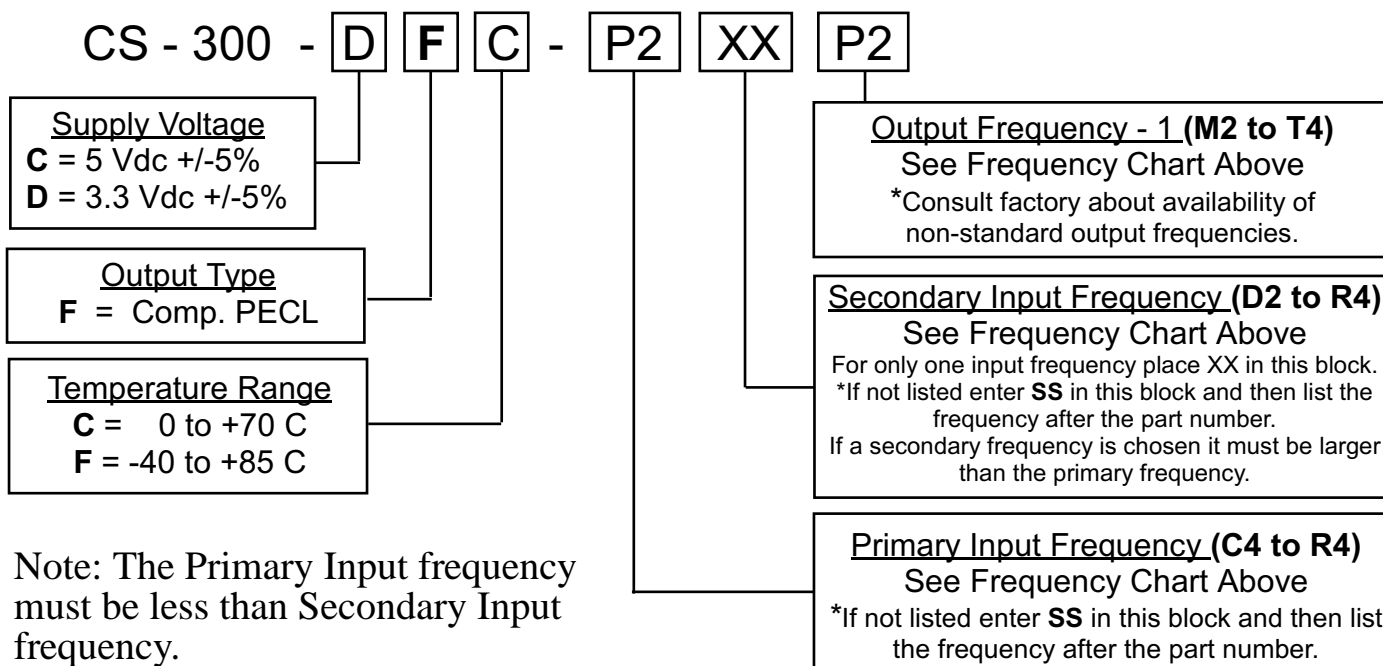 CS - 300 - D F C - P2 XX P2
Supply Voltage
C = 5 Vdc +/-5%
D = 3.3 Vdc +/-5%
Output Type
F = Comp. PECL
Temperature Range
C = 0 to +70 C
F = -40 to +85 C
Note: The Primary Input frequency
must be less than Secondary Input
frequency.
Output Frequency - 1 (M2 to T4)
See Frequency Chart Above
*Consult factory about availability of
non-standard output frequencies.
Secondary Input Frequency (D2 to R4)
See Frequency Chart Above
For only one input frequency place XX in this block.
*If not listed enter SS in this block and then list the
frequency after the part number.
If a secondary frequency is chosen it must be larger
than the primary frequency.
Primary Input Frequency (C4 to R4)
See Frequency Chart Above
*If not listed enter SS in this block and then list
the frequency after the part number.